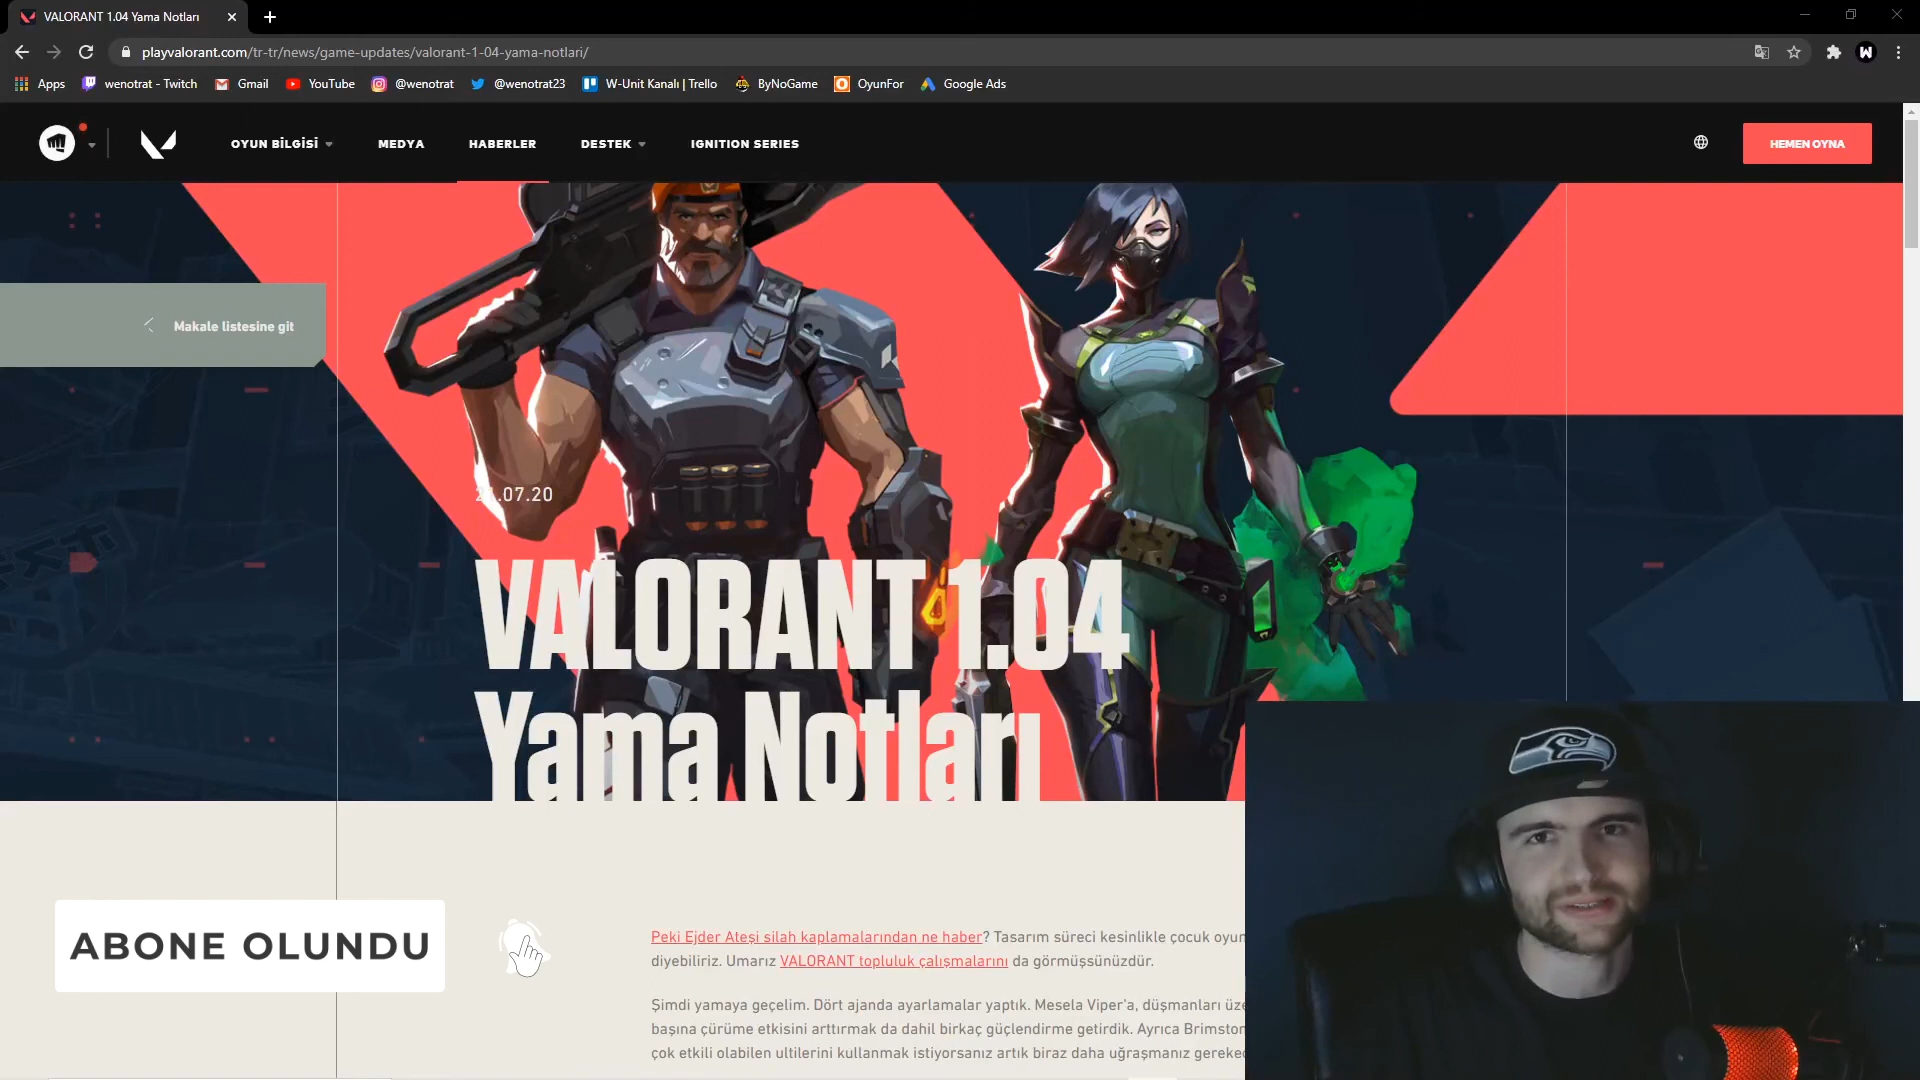 VALORANT 1.04 Yama Notları
playvalorant.com/tr-tr/news/game-updates/valorant-1-04-yama-notlari/
Apps wenotrat - Twitch Gmail YouTube @wenotrat @wenotrat23 W-Unit Kanalı | Trello ByNoGame OyunFor Google Ads
OYUN BİLGİSİ MEDYA HABERLER DESTEK IGNITION SERIES HEMEN OYNA
Makale listesine git
21.07.20
VALORANT 1.04
Yama Notları
ABONE OLUNDU
Peki Ejder Ateşi silah kaplamalarından ne haber? Tasarım süreci kesinlikle çocuk oyun
diyebiliriz. Umarız VALORANT topluluk çalışmalarını da görmüşsünüzdür.
Şimdi yamaya geçelim. Dört ajanda ayarlamalar yaptık. Mesela Viper'a, düşmanları üze
başına çürüme etkisini arttırmak da dahil birkaç güçlendirme getirdik. Ayrıca Brimston
çok etkili olabilen ultilerini kullanmak istiyorsanız artık biraz daha uğraşmanız gerekec